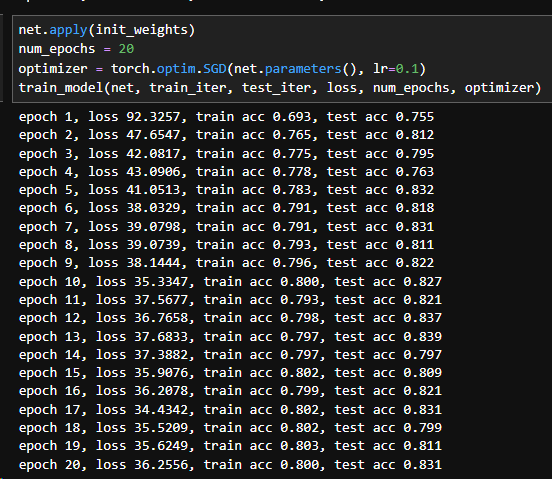 net.apply(init_weights)
num_epochs = 20
optimizer = torch.optim.SGD(net.parameters(), lr=0.1)
train_model(net, train_iter, test_iter, loss, num_epochs, optimizer)
epoch 1, loss 92.3257, train acc 0.693, test acc 0.755
epoch 2, loss 47.6547, train acc 0.765, test acc 0.812
epoch 3, loss 42.0817, train acc 0.775, test acc 0.795
epoch 4, loss 43.0906, train acc 0.778, test acc 0.763
epoch 5, loss 41.0513, train acc 0.783, test acc 0.832
epoch 6, loss 38.0329, train acc 0.791, test acc 0.818
epoch 7, loss 39.0798, train acc 0.791, test acc 0.831
epoch 8, loss 39.0739, train acc 0.793, test acc 0.811
epoch 9, loss 38.1444, train acc 0.796, test acc 0.822
epoch 10, loss 35.3347, train acc 0.800, test acc 0.827
epoch 11, loss 37.5677, train acc 0.793, test acc 0.821
epoch 12, loss 36.7658, train acc 0.798, test acc 0.837
epoch 13, loss 37.6833, train acc 0.797, test acc 0.839
epoch 14, loss 37.3882, train acc 0.797, test acc 0.797
epoch 15, loss 35.9076, train acc 0.802, test acc 0.809
epoch 16, loss 36.2078, train acc 0.799, test acc 0.821
epoch 17, loss 34.4342, train acc 0.802, test acc 0.831
epoch 18, loss 35.5209, train acc 0.802, test acc 0.799
epoch 19, loss 35.6249, train acc 0.803, test acc 0.811
epoch 20, loss 36.2556, train acc 0.800, test acc 0.831